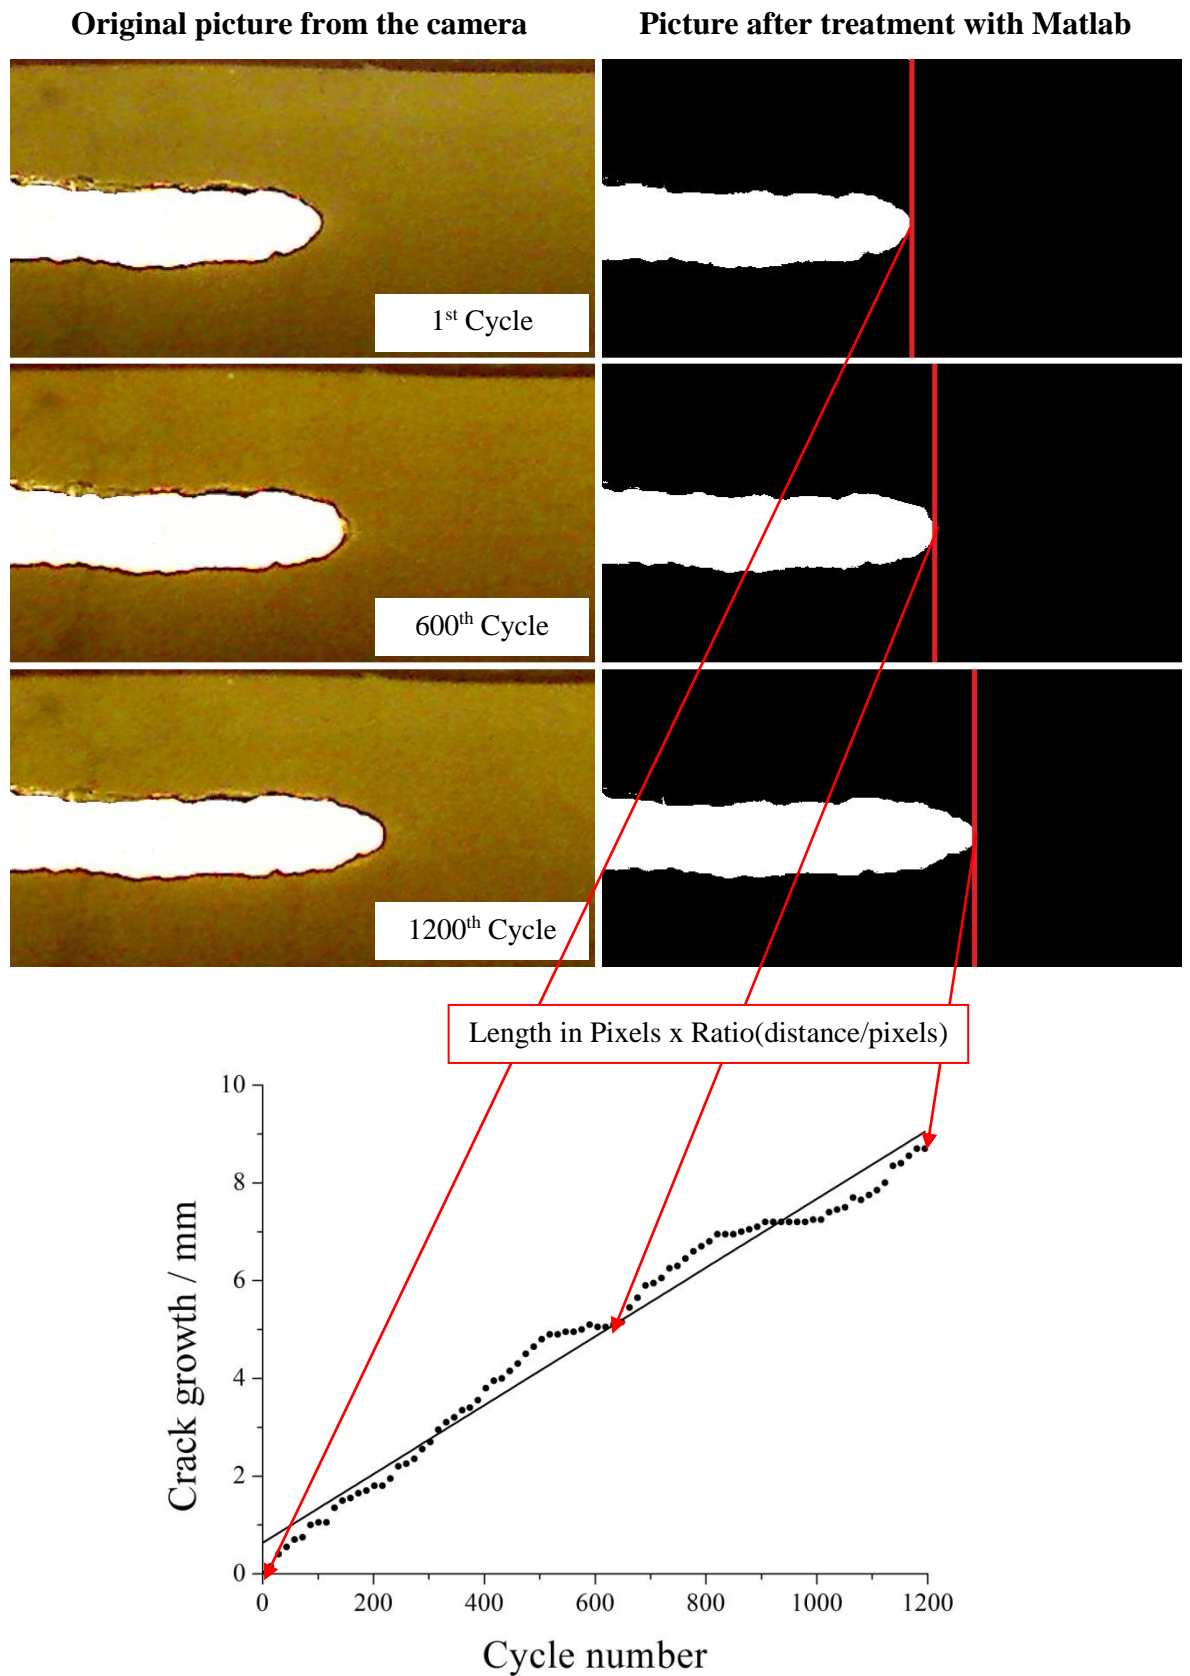 Original picture from the camera
Picture after treatment with Matlab
1st Cycle
600th Cycle
1200th Cycle
Length in Pixels x Ratio(distance/pixels)
10
8
6
4
2
0
Crack growth / mm
0 200 400 600 800 1000 1200
Cycle number